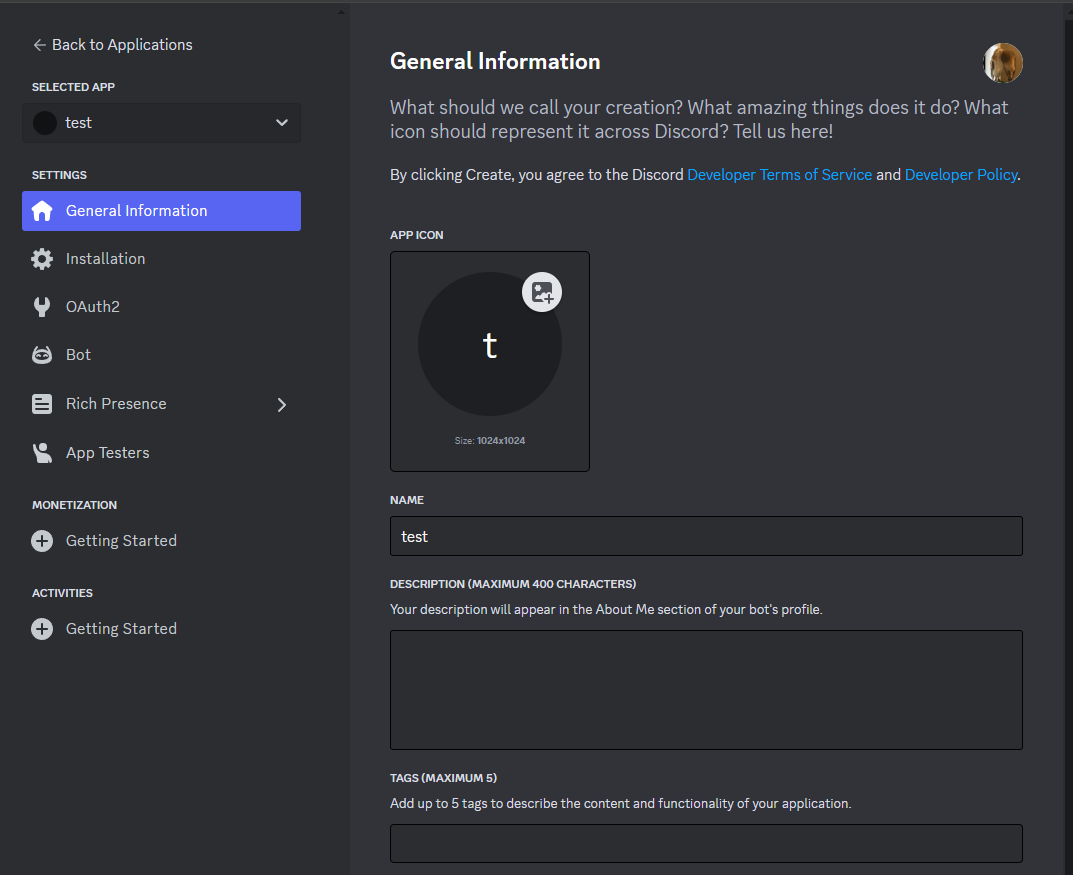 Back to Applications
SELECTED APP
test
SETTINGS
General Information
Installation
OAuth2
Bot
Rich Presence
App Testers
MONETIZATION
Getting Started
ACTIVITIES
Getting Started
General Information
What should we call your creation? What amazing things does it do? What
icon should represent it across Discord? Tell us here!
By clicking Create, you agree to the Discord Developer Terms of Service and Developer Policy.
APP ICON
t
Size: 1024x1024
NAME
test
DESCRIPTION (MAXIMUM 400 CHARACTERS)
Your description will appear in the About Me section of your bot's profile.
TAGS (MAXIMUM 5)
Add up to 5 tags to describe the content and functionality of your application.